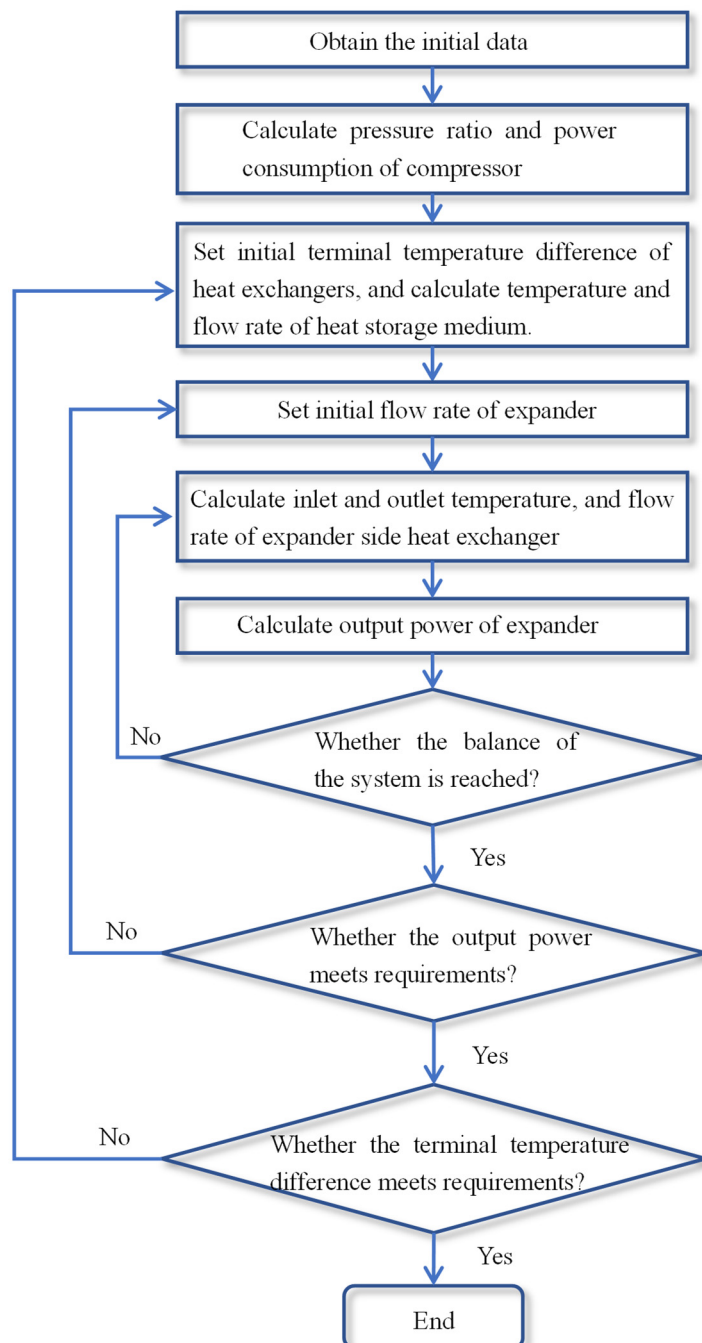 Obtain the initial data
Calculate pressure ratio and power
consumption of compressor
Set initial terminal temperature difference of
heat exchangers, and calculate temperature and
flow rate of heat storage medium.
Set initial flow rate of expander
Calculate inlet and outlet temperature, and flow
rate of expander side heat exchanger
Calculate output power of expander
No
Whether the balance of
the system is reached?
Yes
No
Whether the output power
meets requirements?
Yes
No
Whether the terminal temperature
difference meets requirements?
Yes
End